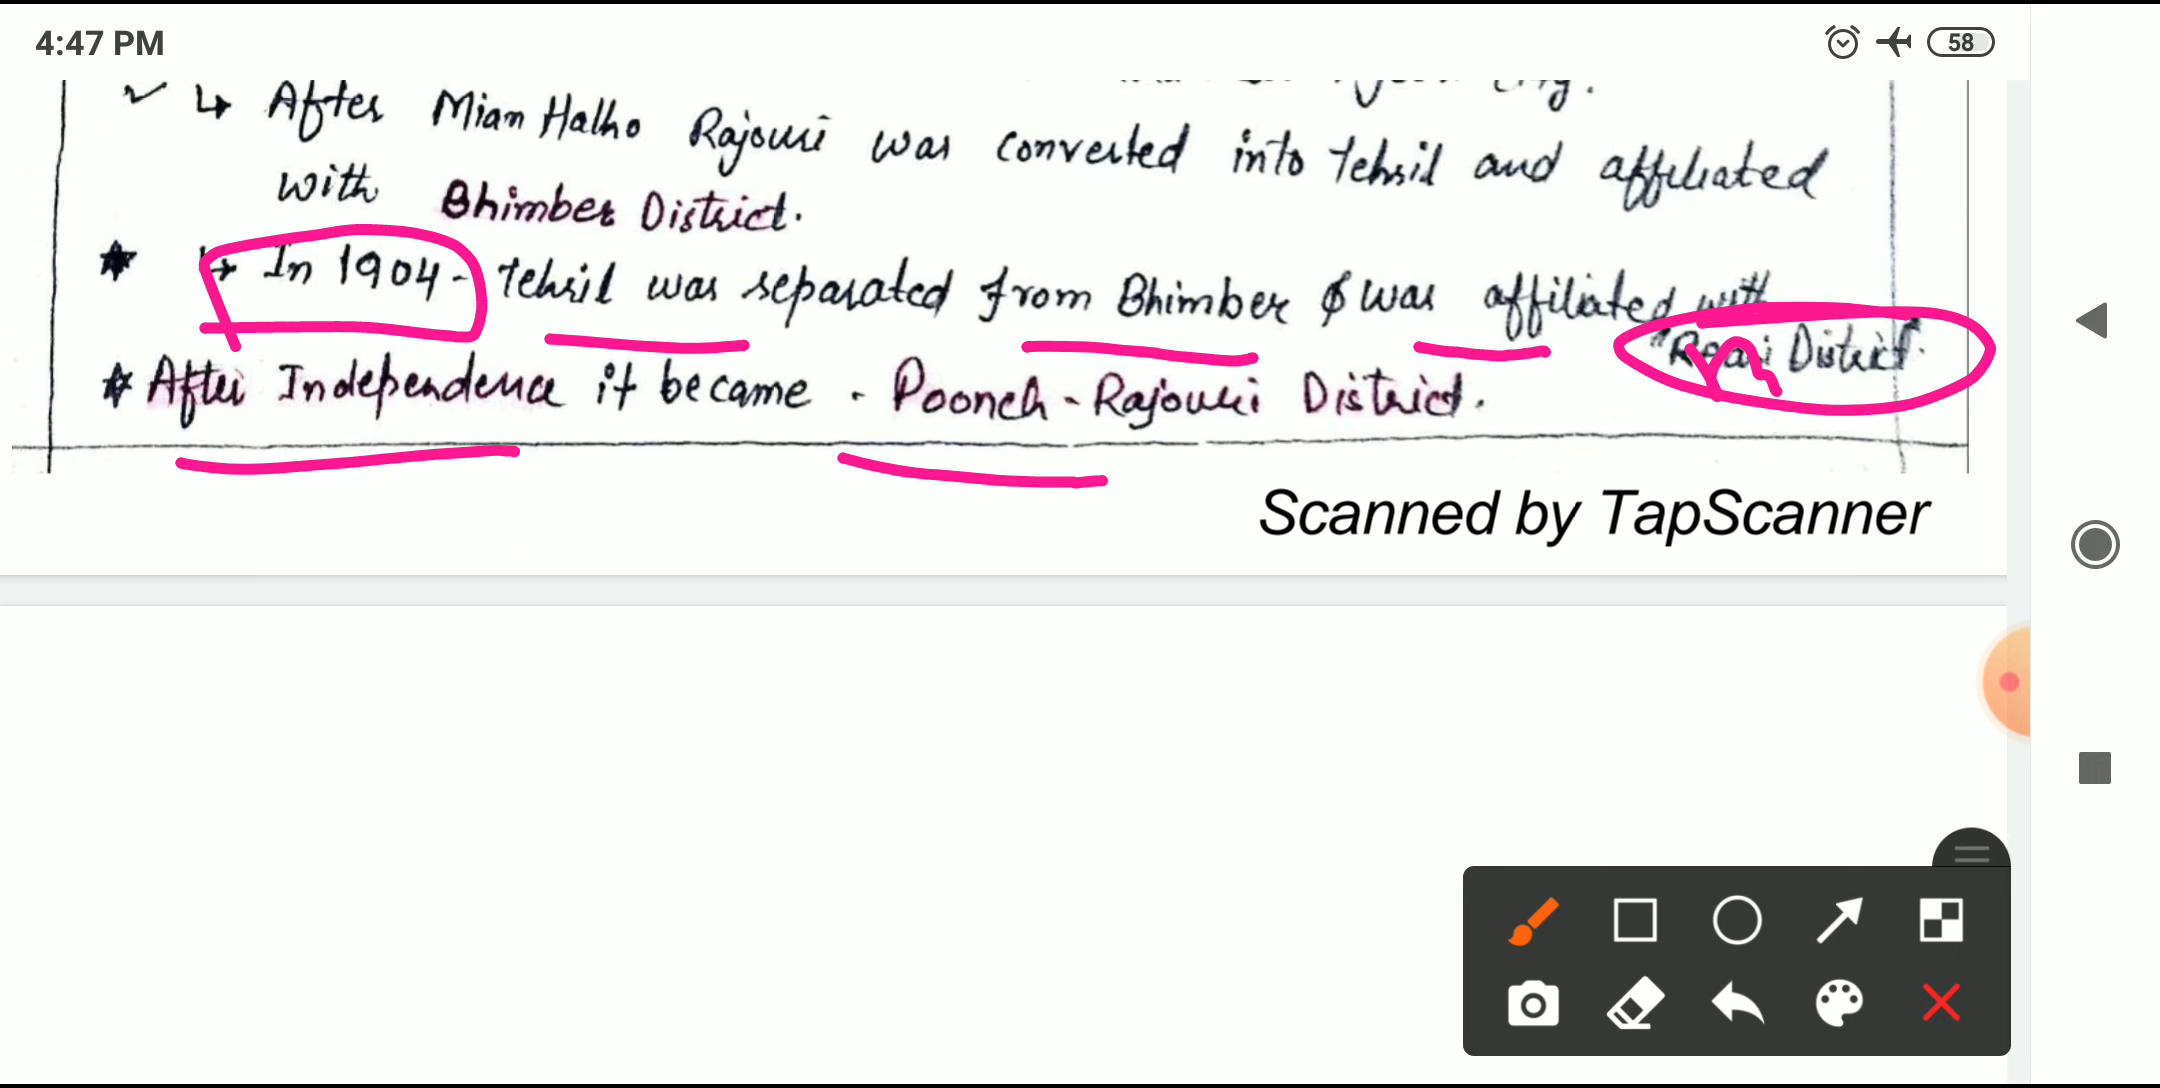 4:47 PM
58
After Mian Hatho Rajouri was converted into Tehsil and affiliated
with Bhimber District.
In 1904 - Tehsil was separated from Bhimber & was affiliated with
Reasi District.
After Independence it became - Poonch - Rajouri District.
Scanned by TapScanner